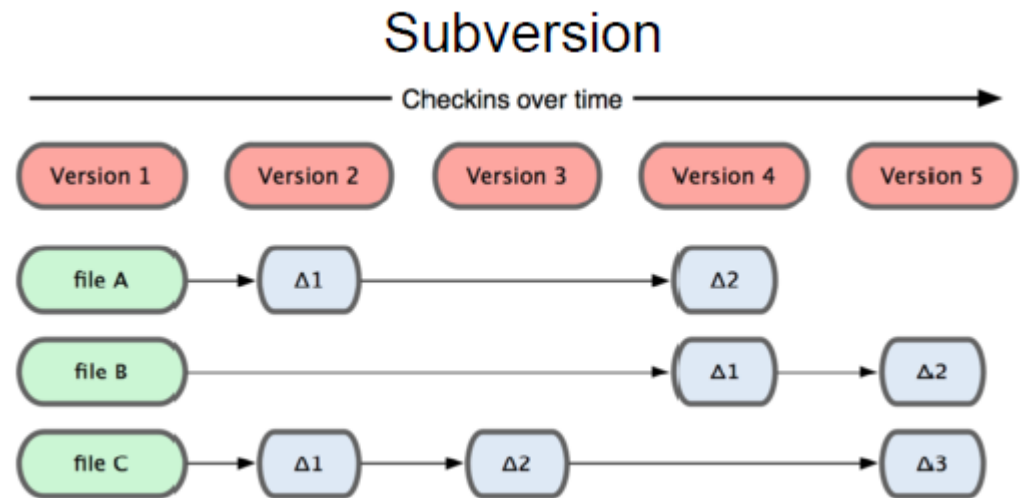 Subversion
Checkins over time
Version 1 Version 2 Version 3 Version 4 Version 5
file A Δ1 Δ2
file B Δ1 Δ2
file C Δ1 Δ2 Δ3